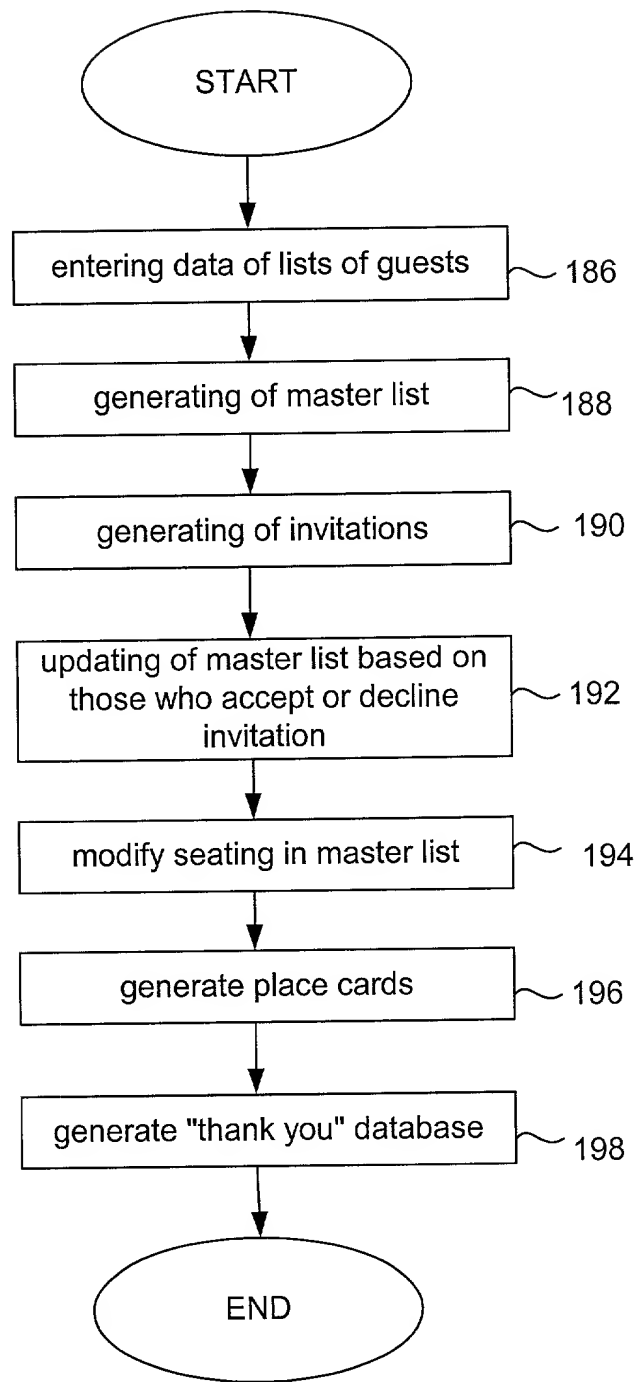 START
entering data of lists of guests
186
generating of master list
188
generating of invitations
190
updating of master list based on
those who accept or decline
invitation
192
modify seating in master list
194
generate place cards
196
generate "thank you" database
198
END